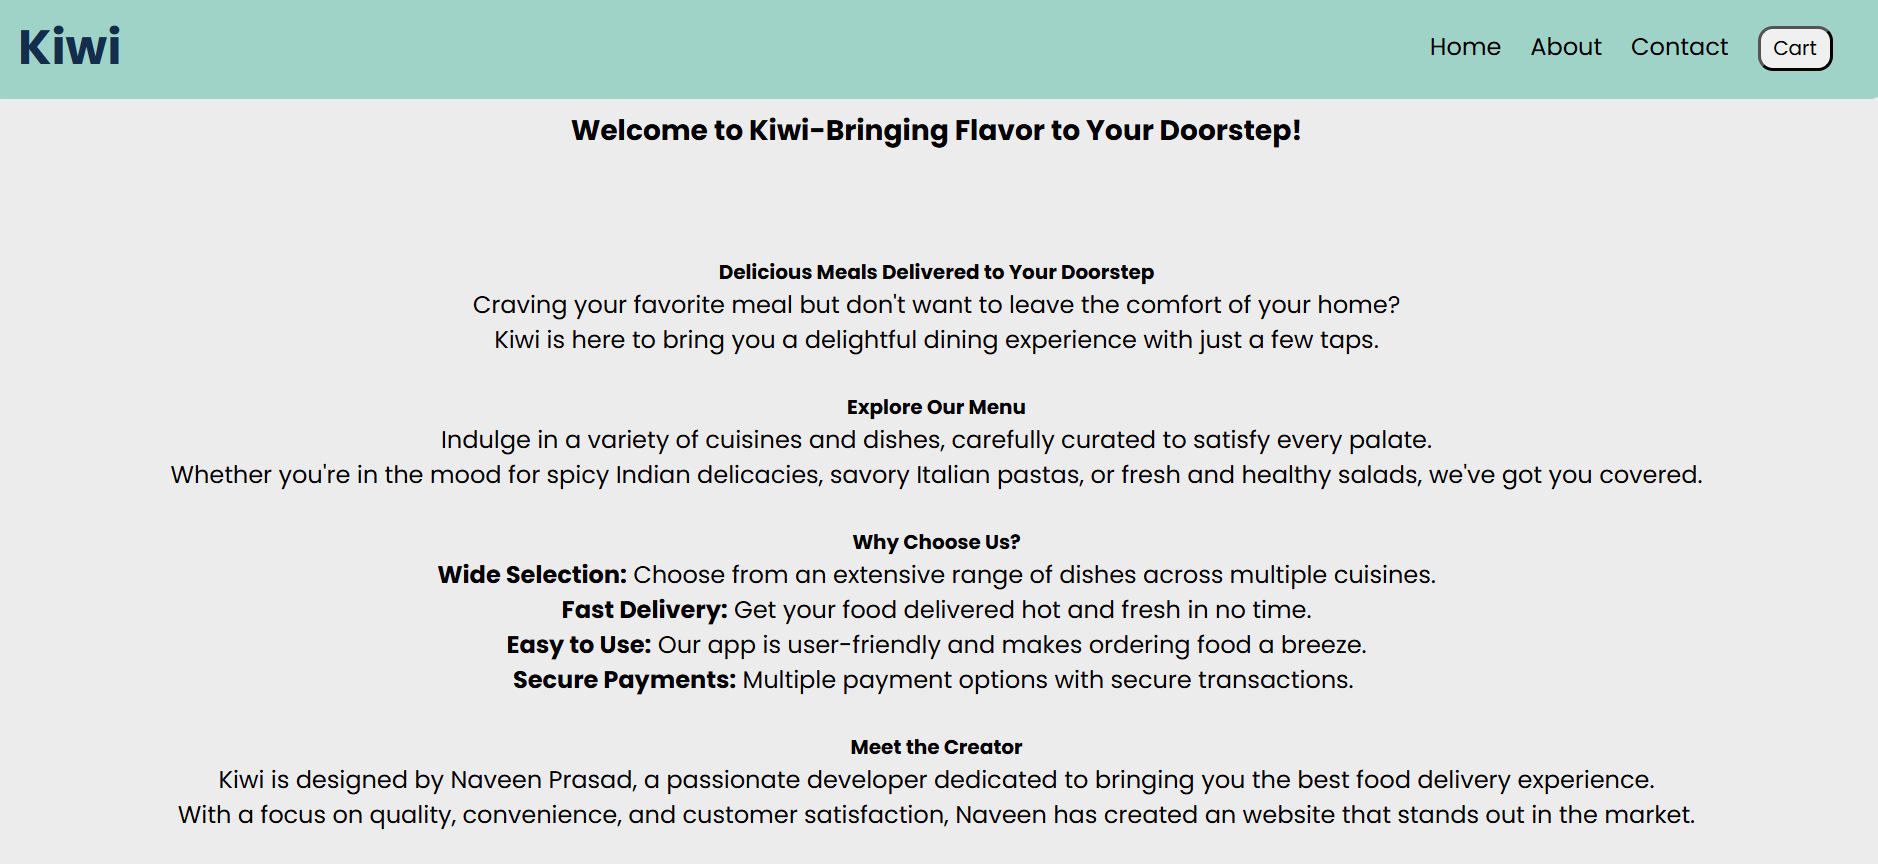 Kiwi
Home About Contact Cart
Welcome to Kiwi-Bringing Flavor to Your Doorstep!
Delicious Meals Delivered to Your Doorstep
Craving your favorite meal but don't want to leave the comfort of your home?
Kiwi is here to bring you a delightful dining experience with just a few taps.
Explore Our Menu
Indulge in a variety of cuisines and dishes, carefully curated to satisfy every palate.
Whether you're in the mood for spicy Indian delicacies, savory Italian pastas, or fresh and healthy salads, we've got you covered.
Why Choose Us?
Wide Selection: Choose from an extensive range of dishes across multiple cuisines.
Fast Delivery: Get your food delivered hot and fresh in no time.
Easy to Use: Our app is user-friendly and makes ordering food a breeze.
Secure Payments: Multiple payment options with secure transactions.
Meet the Creator
Kiwi is designed by Naveen Prasad, a passionate developer dedicated to bringing you the best food delivery experience.
With a focus on quality, convenience, and customer satisfaction, Naveen has created an website that stands out in the market.